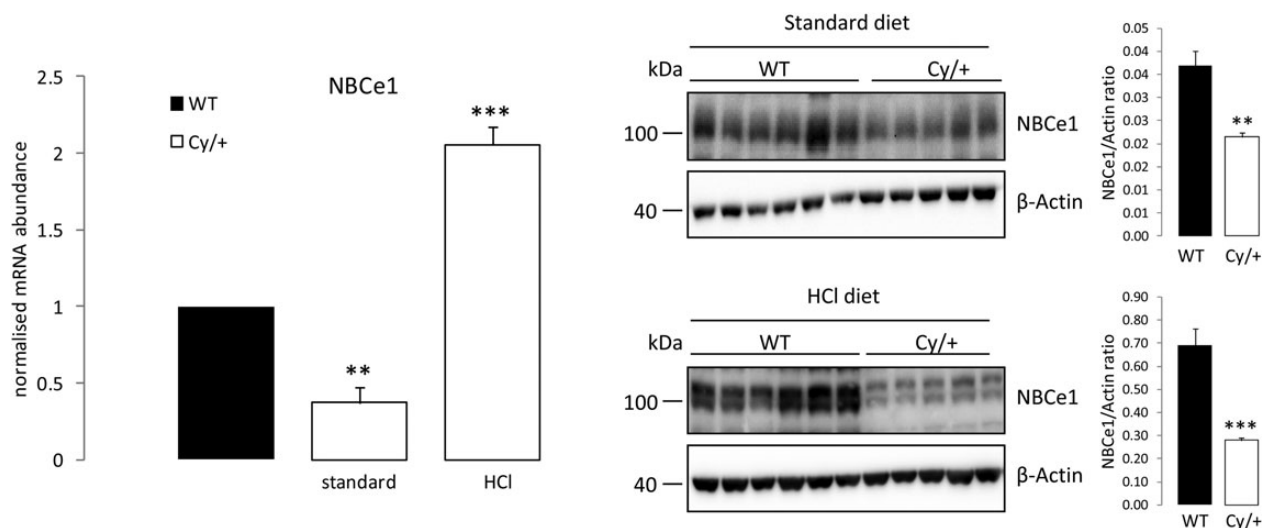 NBCe1
WT
Cy/+
normalised mRNA abundance
2.5
2
1.5
1
0.5
0
***
**
standard
HCl
Standard diet
kDa
WT
Cy/+
100
NBCe1
40
β-Actin
NBCe1/Actin ratio
0.04
0.04
0.03
0.03
0.02
0.02
0.01
0.01
0.00
**
WT
Cy/+
HCl diet
kDa
WT
Cy/+
100
NBCe1
40
β-Actin
NBCe1/Actin ratio
0.90
0.80
0.70
0.60
0.50
0.40
0.30
0.20
0.10
0.00
***
WT
Cy/+